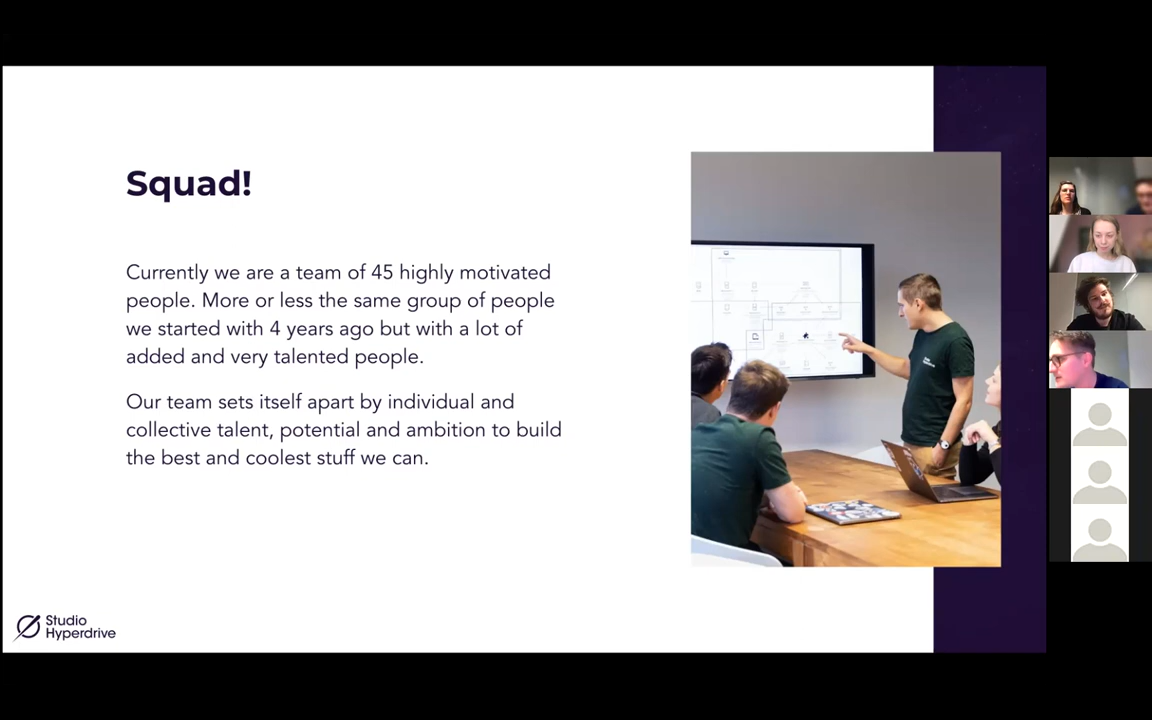 Squad!
Currently we are a team of 45 highly motivated
people. More or less the same group of people
we started with 4 years ago but with a lot of
added and very talented people.
Our team sets itself apart by individual and
collective talent, potential and ambition to build
the best and coolest stuff we can.
Studio
Hyperdrive